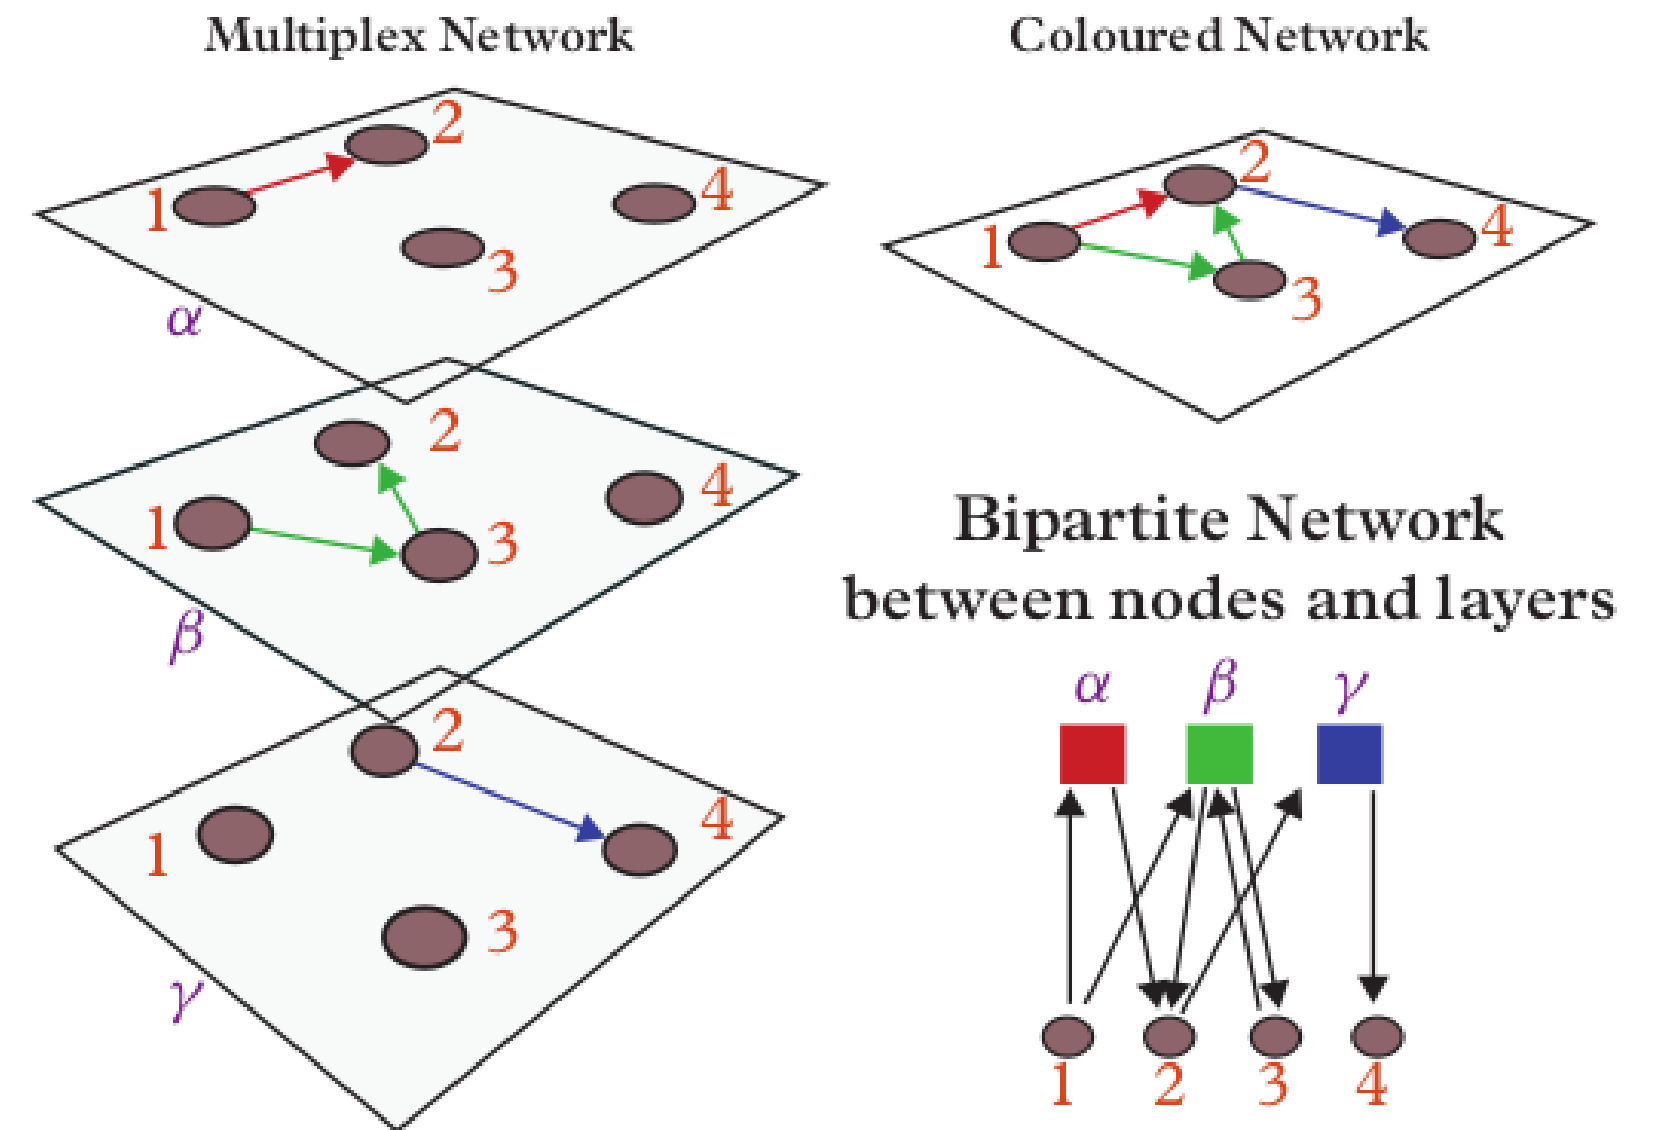 Multiplex Network
2
1
4
3
α
2
1
4
3
β
2
1
4
3
γ
Coloured Network
2
1
4
3
Bipartite Network
between nodes and layers
α β γ
1 2 3 4